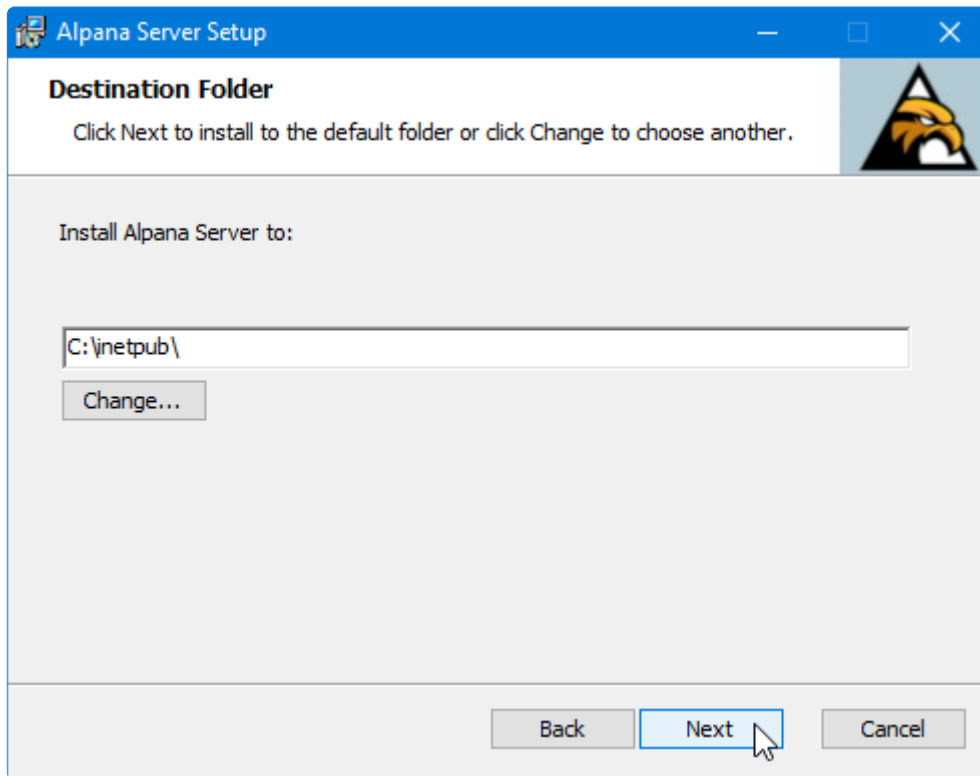 Alpana Server Setup
Destination Folder
Click Next to install to the default folder or click Change to choose another.
Install Alpana Server to:
C:\inetpub\
Change...
Back Next Cancel